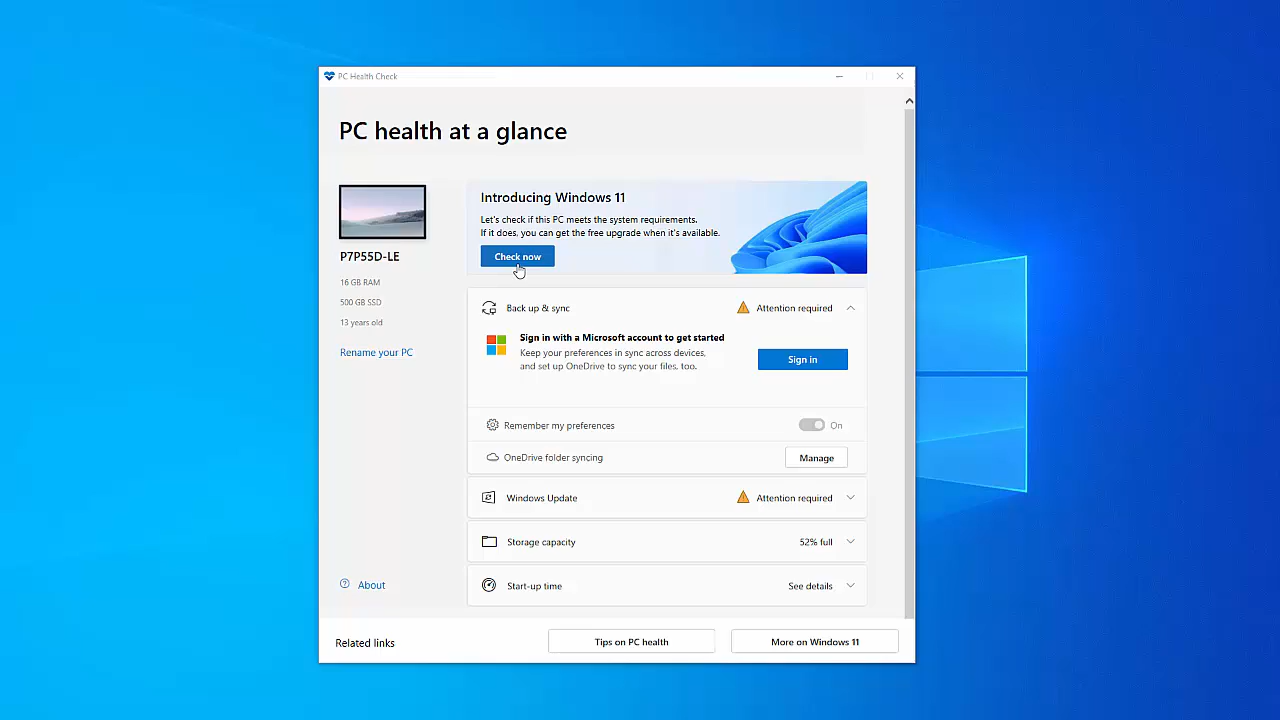 PC Health Check
PC health at a glance
P7P55D-LE
16 GB RAM
500 GB SSD
13 years old
Rename your PC
About
Introducing Windows 11
Let's check if this PC meets the system requirements.
If it does, you can get the free upgrade when it's available.
Check now
Back up & sync
Attention required
Sign in with a Microsoft account to get started
Keep your preferences in sync across devices,
and set up OneDrive to sync your files, too.
Sign in
Remember my preferences
On
OneDrive folder syncing
Manage
Windows Update
Attention required
Storage capacity
52% full
Start-up time
See details
Related links
Tips on PC health
More on Windows 11